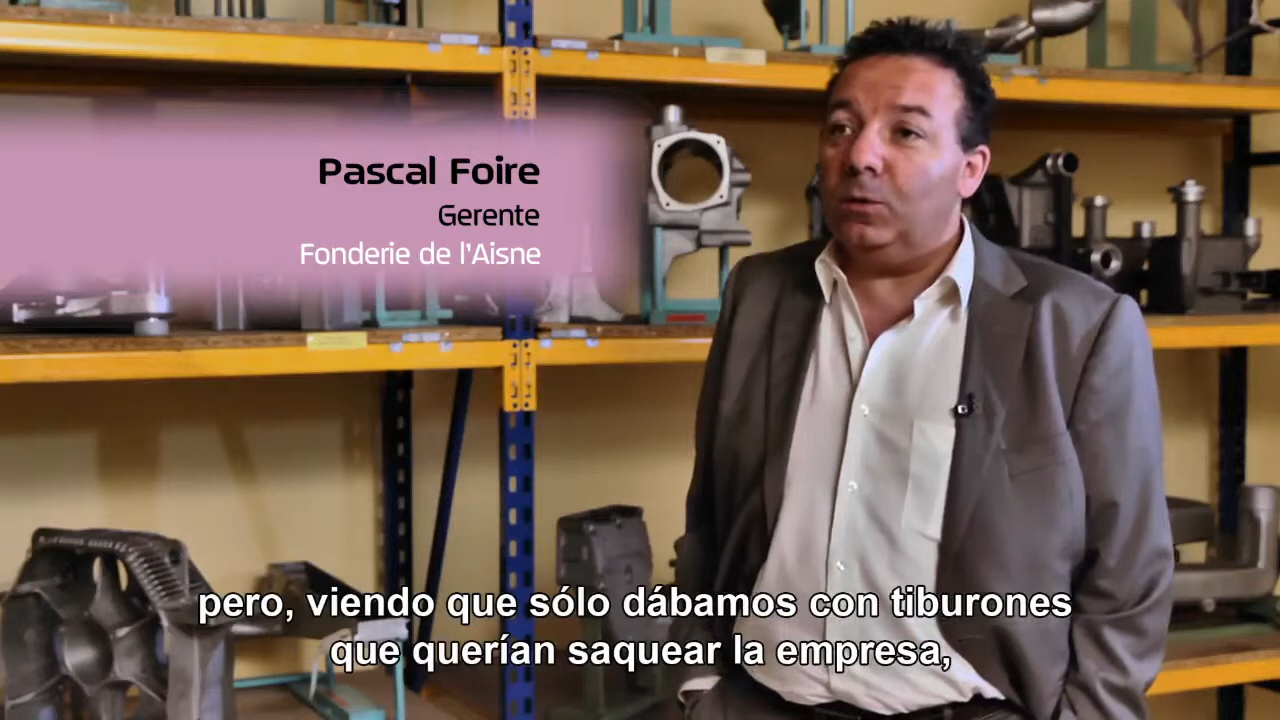 Pascal Foire
Gerente
Fonderie de l'Aisne
pero, viendo que sólo dábamos con tiburones
que querían saquear la empresa,